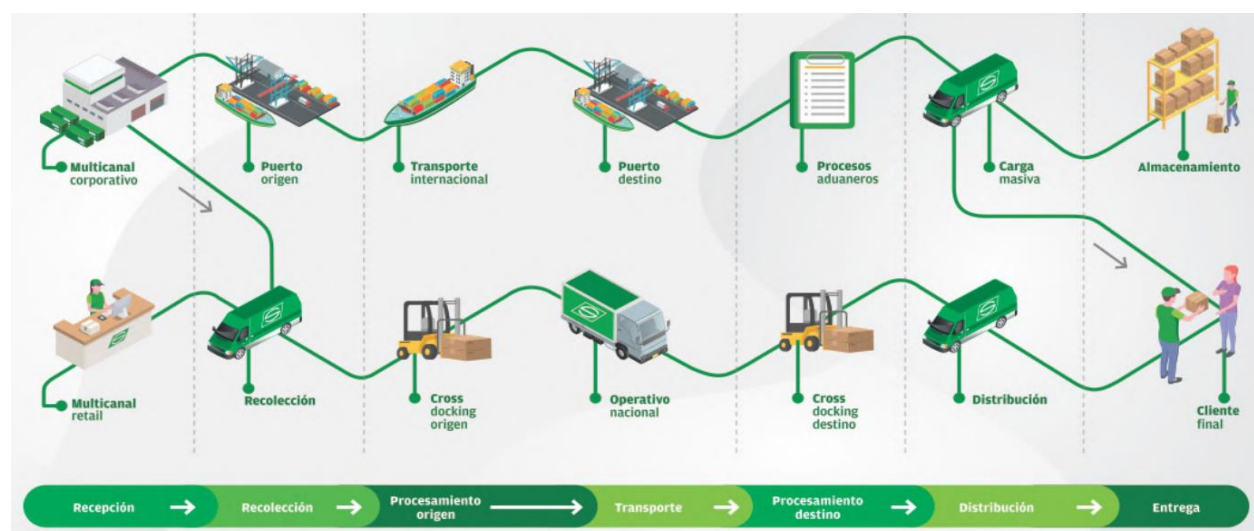 Multicanal
corporativo
Puerto
origen
Transporte
internacional
Puerto
destino
Procesos
aduaneros
Carga
masiva
Almacenamiento
Multicanal
retail
Recolección
Cross
docking
origen
Operativo
nacional
Cross
docking
destino
Distribución
Cliente
final
Recepción
Recolección
Procesamiento
origen
Transporte
Procesamiento
destino
Distribución
Entrega